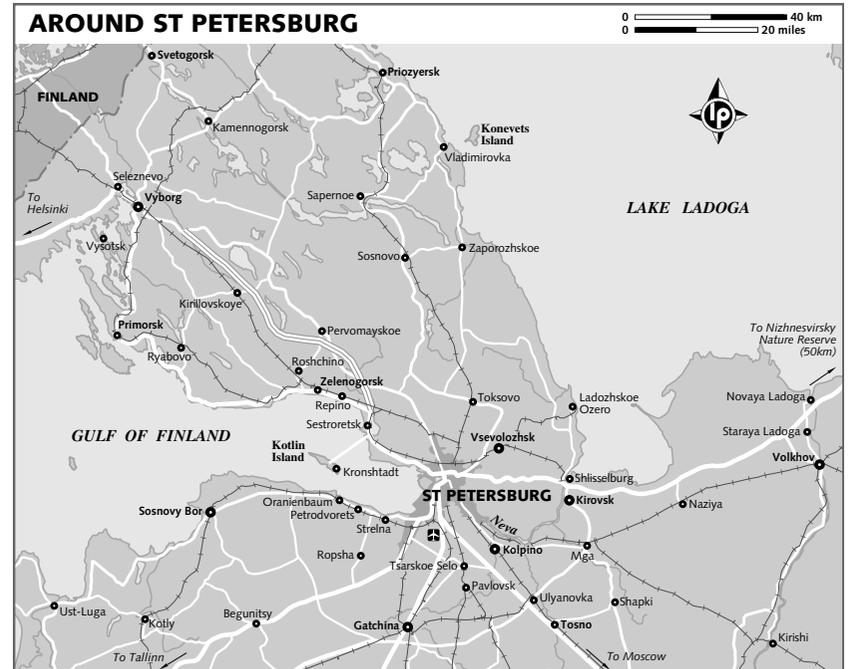 AROUND ST PETERSBURG
0 40 km
0 20 miles
Svetogorsk
Priozyersk
FINLAND
lp
Kamennogorsk
Konevets
Island
Vladimirovka
Seleznevo
To
Helsinki
Vyborg
Sapernoe
LAKE LADOGA
Vysotsk
Sosnovo
Zaporozhskoe
Kirilovskoye
Primorsk
Pervomayskoe
To Nizhnesvirsky
Nature Reserve
(50km)
Ryabovo
Roshchino
Zelenogorsk
Repino
Toksovo
Ladozhskoe
Ozero
Novaya Ladoga
Sestroretsk
Staraya Ladoga
GULF OF FINLAND
Vsevolozhsk
Kotlin
Island
Volkhov
Kronshtadt
Shlisselburg
ST PETERSBURG
Kirovsk
Naziya
Oranienbaum
Sosnovy Bor
Petrodvorets
Strelna
Neva
Ropsha
Kolpino
Mga
Tsarskoe Selo
Pavlovsk
Ust-Luga
Ulyanovka
Shapki
Kotly
Begunitsy
Gatchina
Tosno
Kirishi
To Tallinn
To Moscow